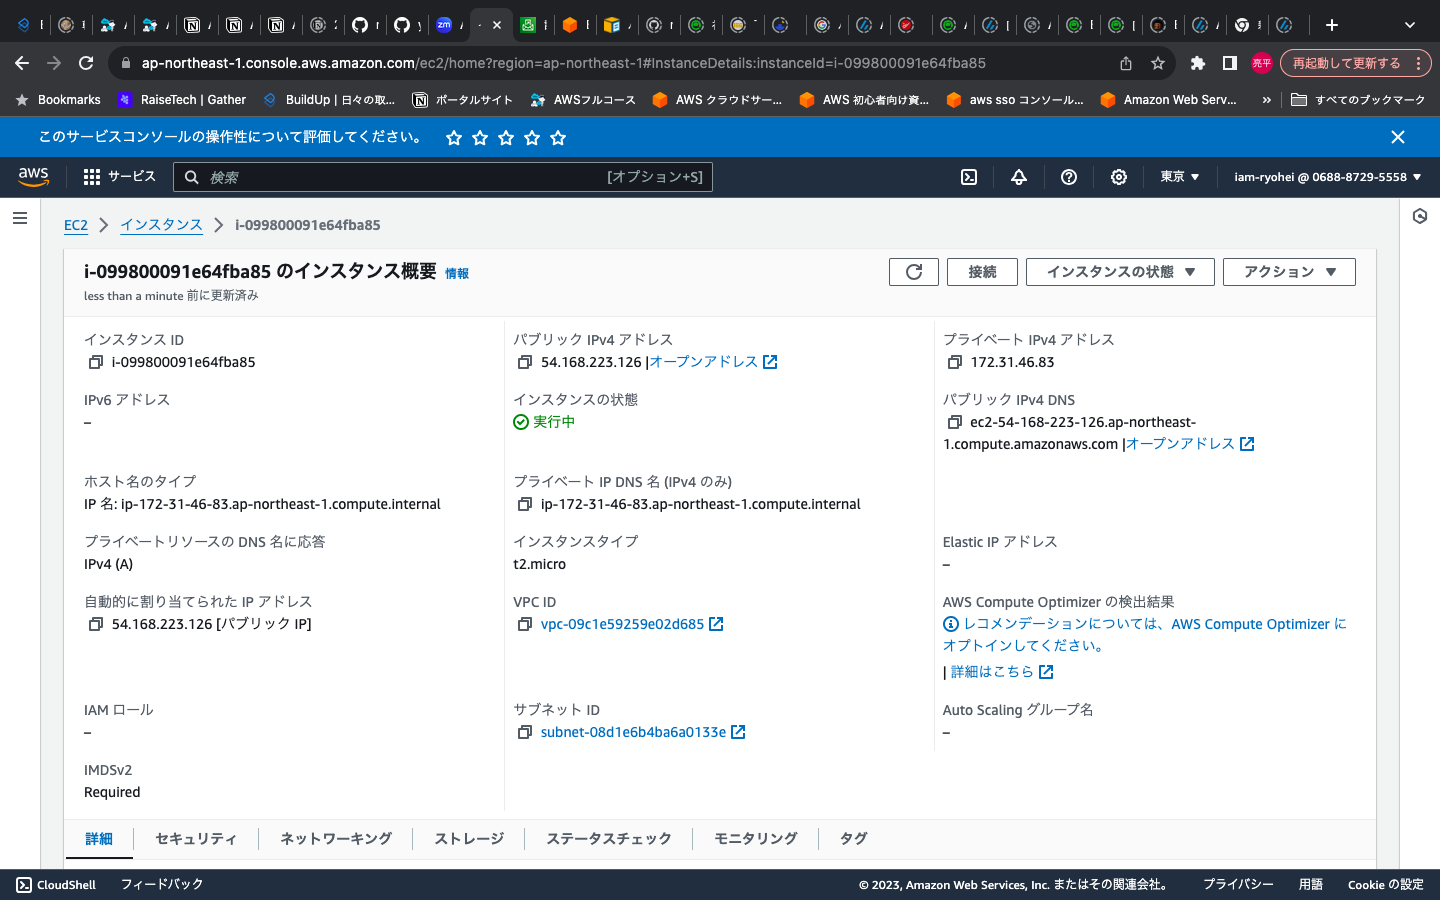 ap-northeast-1.console.aws.amazon.com/ec2/home?region=ap-northeast-1#InstanceDetails:instanceId=i-099800091e64fba85
亮平
再起動して更新する
Bookmarks
RaiseTech | Gather
BuildUp | 日々の取...
ポータルサイト
AWSフルコース
AWS クラウドサー...
AWS 初心者向け資...
aws sso コンソール...
Amazon Web Serv...
»
すべてのブックマーク
このサービスコンソールの操作性について評価してください。
aws
サービス
検索
[オプション+S]
東京
iam-ryohei @ 0688-8729-5558
EC2
インスタンス
i-099800091e64fba85
i-099800091e64fba85 のインスタンス概要 情報
less than a minute 前に更新済み
接続
インスタンスの状態
アクション
インスタンス ID
i-099800091e64fba85
パブリック IPv4 アドレス
54.168.223.126 |オープンアドレス
プライベート IPv4 アドレス
172.31.46.83
IPv6 アドレス
–
インスタンスの状態
実行中
パブリック IPv4 DNS
ec2-54-168-223-126.ap-northeast-
1.compute.amazonaws.com |オープンアドレス
ホスト名のタイプ
IP 名: ip-172-31-46-83.ap-northeast-1.compute.internal
プライベート IP DNS 名 (IPv4 のみ)
ip-172-31-46-83.ap-northeast-1.compute.internal
プライベートリソースの DNS 名に応答
IPv4 (A)
インスタンスタイプ
t2.micro
Elastic IP アドレス
–
自動的に割り当てられた IP アドレス
54.168.223.126 [パブリック IP]
VPC ID
vpc-09c1e59259e02d685
AWS Compute Optimizer の検出結果
レコメンデーションについては、AWS Compute Optimizer に
オプトインしてください。
| 詳細はこちら
IAM ロール
–
サブネット ID
subnet-08d1e6b4ba6a0133e
Auto Scaling グループ名
–
IMDSv2
Required
詳細
セキュリティ
ネットワーキング
ストレージ
ステータスチェック
モニタリング
タグ
CloudShell
フィードバック
© 2023, Amazon Web Services, Inc. またはその関連会社。
プライバシー
用語
Cookie の設定